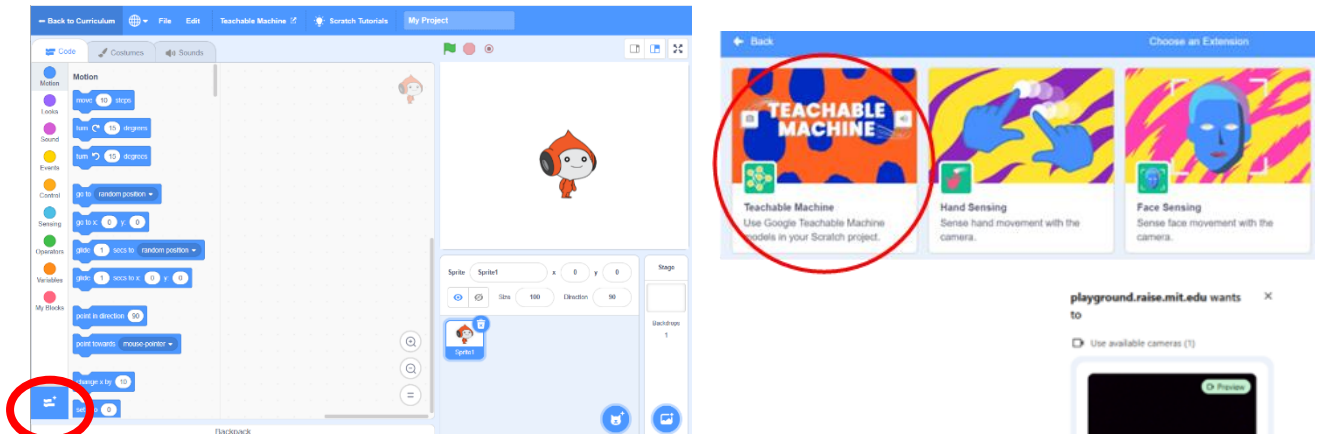 ← Back to Curriculum
File
Edit
Teachable Machine
Scratch Tutorials
My Project
Code
Costumes
Sounds
Motion
Looks
Sound
Events
Control
Sensing
Operators
Variables
My Blocks
Motion
move 10 steps
turn 15 degrees
turn 15 degrees
go to random position
go to x: 0 y: 0
glide 1 secs to random position
glide 1 secs to x: 0 y: 0
point in direction 90
point towards mouse-pointer
change x by 10
0
Backpack
Sprite Sprite1 x 0 y 0
Size 100 Direction 90
Sprite1
Stage
Backdrops
1
← Back
Choose an Extension
TEACHABLE
MACHINE
Teachable Machine
Use Google Teachable Machine
models in your Scratch project.
Hand Sensing
Sense hand movement with the
camera.
Face Sensing
Sense face movement with the
camera.
playground.raise.mit.edu wants
to
Use available cameras (1)
Preview